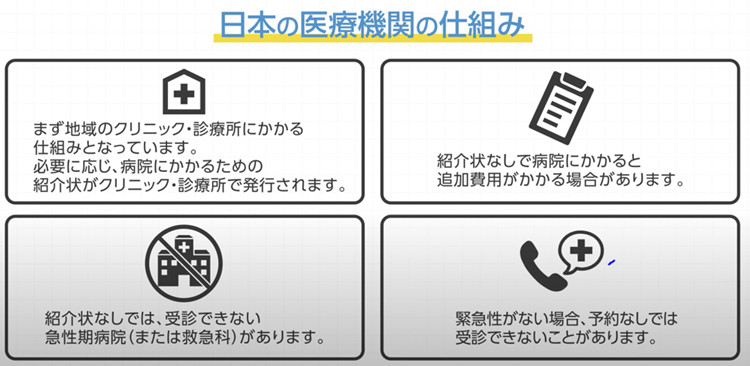 日本の医療機関の仕組み
まず地域のクリニック・診療所にかかる
仕組みとなっています。
必要に応じ、病院にかかるための
紹介状がクリニック・診療所で発行されます。
紹介状なしで病院にかかると
追加費用がかかる場合があります。
紹介状なしでは、受診できない
急性期病院(または救急科)があります。
緊急性がない場合、予約なしでは
受診できないことがあります。